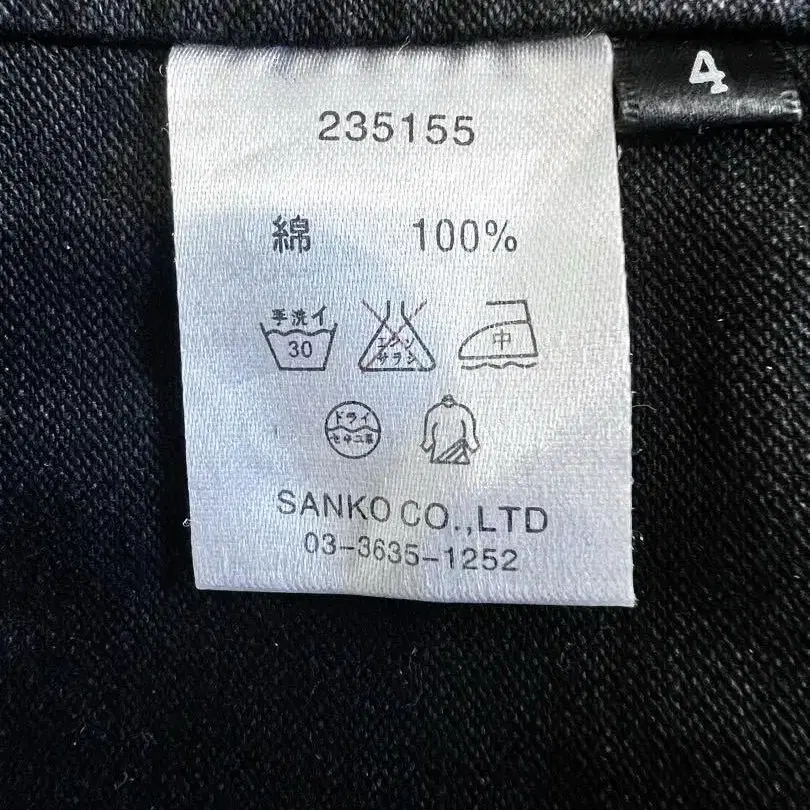 4
235155
綿 100%
手洗イ
30
エンソ
サラシ
中
ドライ
セキユ系
SANKO CO.,LTD
03-3635-1252